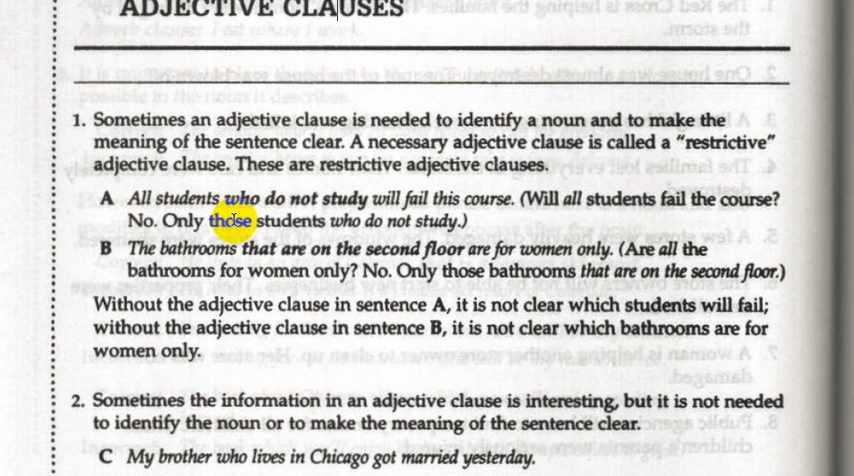 ADJECTIVE CLAUSES
1. Sometimes an adjective clause is needed to identify a noun and to make the
meaning of the sentence clear. A necessary adjective clause is called a “restrictive”
adjective clause. These are restrictive adjective clauses.
A All students who do not study will fail this course. (Will all students fail the course?
No. Only those students who do not study.)
B The bathrooms that are on the second floor are for women only. (Are all the
bathrooms for women only? No. Only those bathrooms that are on the second floor.)
Without the adjective clause in sentence A, it is not clear which students will fail;
without the adjective clause in sentence B, it is not clear which bathrooms are for
women only.
2. Sometimes the information in an adjective clause is interesting, but it is not needed
to identify the noun or to make the meaning of the sentence clear.
C My brother who lives in Chicago got married yesterday.